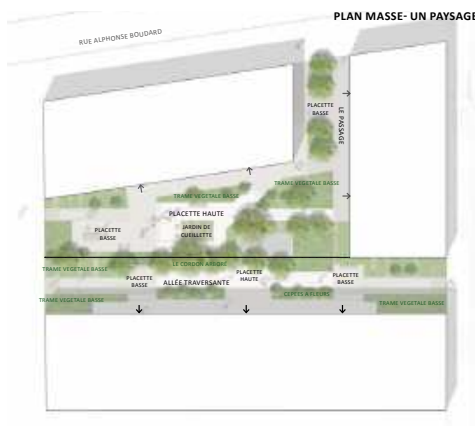 PLAN MASSE- UN PAYSAGE
RUE ALPHONSE BOUDARD
PLACETTE
BASSE
LE PASSAGE
TRAME VEGETALE BASSE
TRAME VEGETALE BASSE
PLACETTE HAUTE
JARDIN DE
CUEILLETTE
PLACETTE
BASSE
TRAME VEGETALE BASSE
LE CORDON ARBORÉ
PLACETTE
BASSE
ALLÉE TRAVERSANTE
PLACETTE
HAUTE
PLACETTE
BASSE
TRAME VEGETALE BASSE
CEPEES A FLEURS
TRAME VEGETALE BASSE